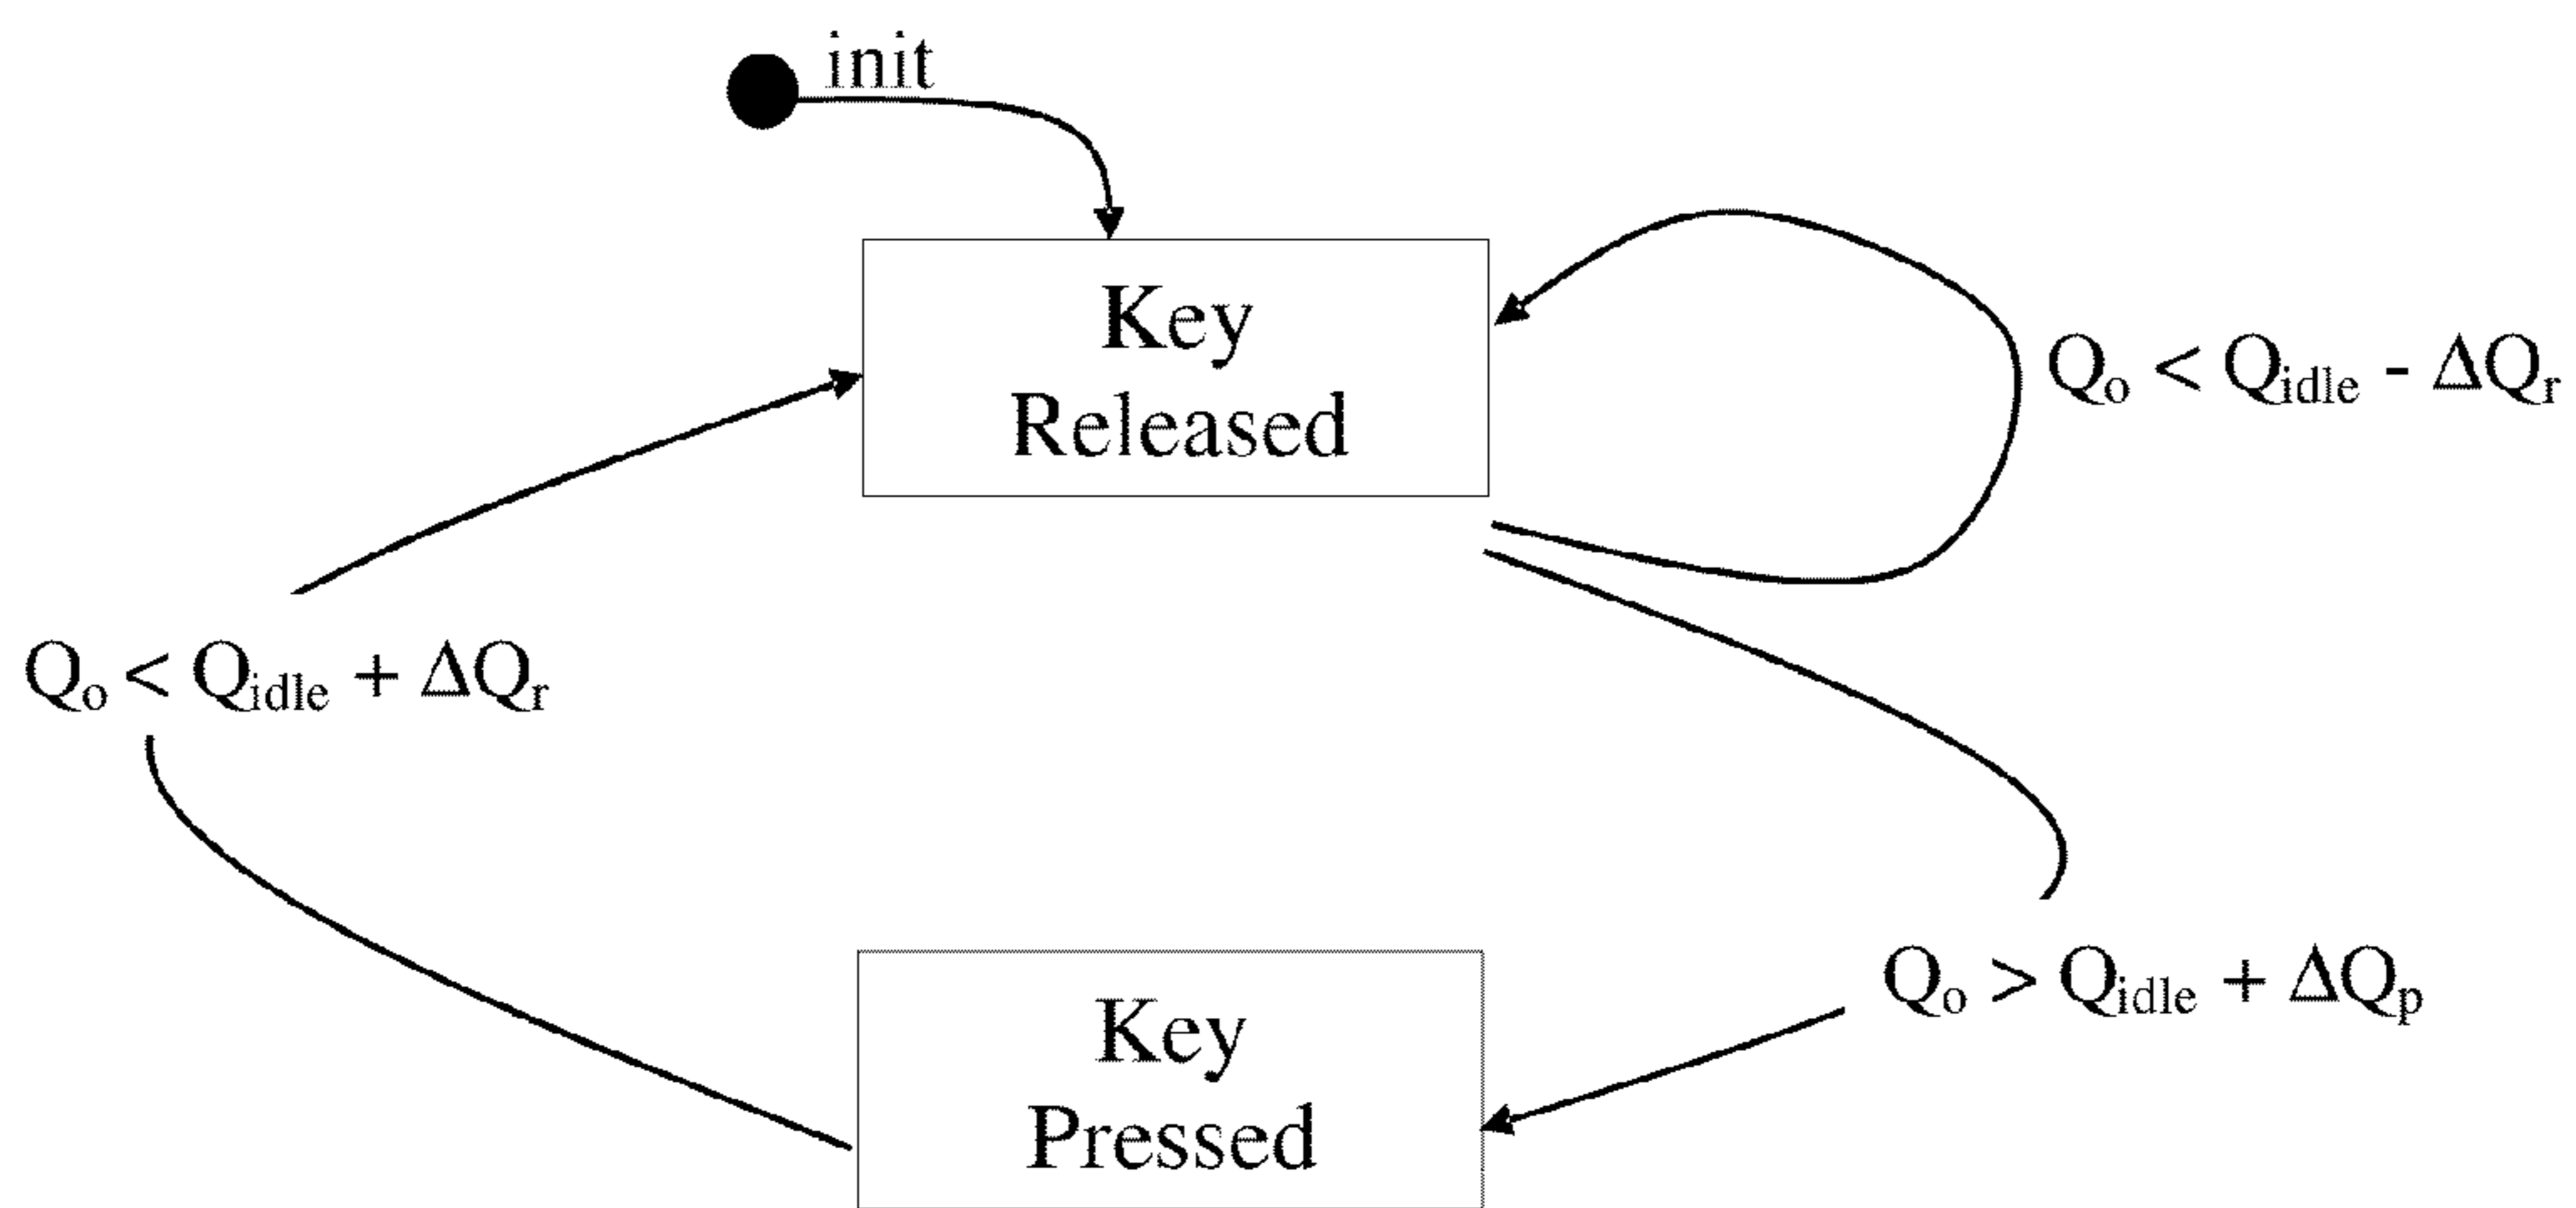 init
Key
Released
Qo < Qidle - ΔQr
Qo < Qidle + ΔQr
Qo > Qidle + ΔQp
Key
Pressed